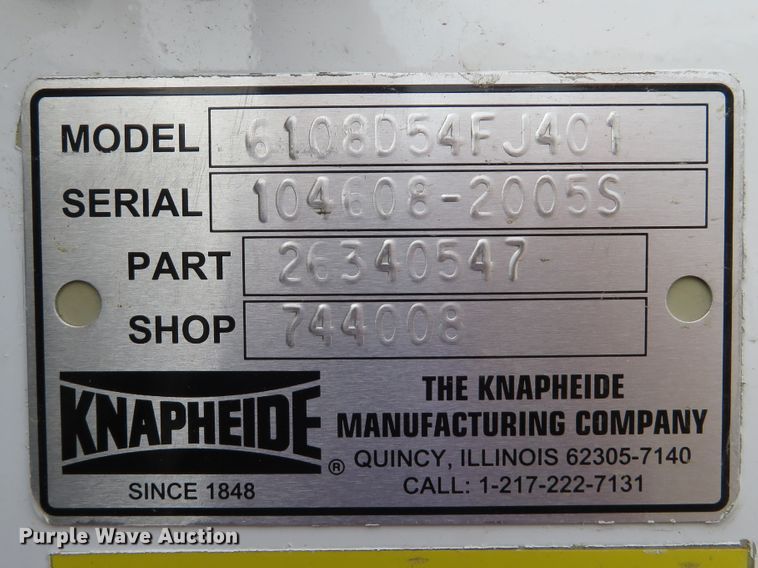 MODEL 6108D54FJ401
SERIAL 104608-2005S
PART 26340547
SHOP 744008
KNAPHEIDE ®
SINCE 1848
THE KNAPHEIDE
MANUFACTURING COMPANY
QUINCY, ILLINOIS 62305-7140
CALL: 1-217-222-7131
Purple Wave Auction